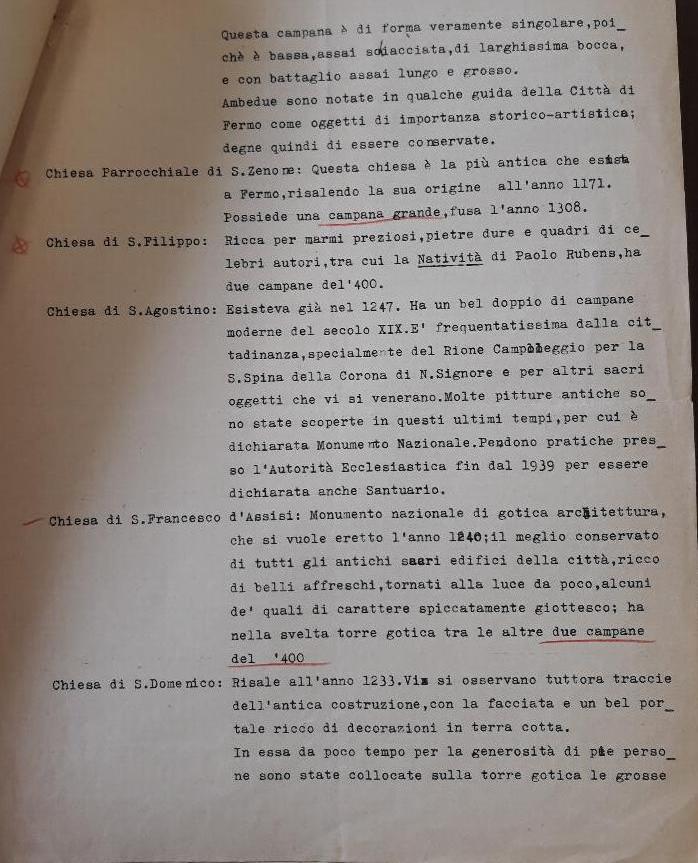 Questa campana è di forma veramente singolare,poi_
chè è bassa,assai schiacciata,di larghissima bocca,
e con battaglio assai lungo e grosso.
Ambedue sono notate in qualche guida della Città di
Fermo come oggetti di importanza storico-artistica;
degne quindi di essere conservate.
Chiesa Parrocchiale di S.Zenone: Questa chiesa è la più antica che esista
a Fermo,risalendo la sua origine all'anno 1171.
Possiede una campana grande,fusa l'anno 1308.
Chiesa di S.Filippo: Ricca per marmi preziosi,pietre dure e quadri di ce_
lebri autori,tra cui la Natività di Paolo Rubens,ha
due campane del'400.
Chiesa di S.Agostino: Esisteva già nel 1247. Ha un bel doppio di campane
moderne del secolo XIX.E' frequentatissima dalla cit_
tadinanza,specialmente del Rione Campoleggio per la
S.Spina della Corona di N.Signore e per altri sacri
oggetti che vi si venerano.Molte pitture antiche so_
no state scoperte in questi ultimi tempi,per cui è
dichiarata Monumento Nazionale.Pendono pratiche pres_
so l'Autorità Ecclesiastica fin dal 1939 per essere
dichiarata anche Santuario.
Chiesa di S.Francesco d'Assisi: Monumento nazionale di gotica architettura,
che si vuole eretto l'anno 1240;il meglio conservato
di tutti gli antichi sacri edifici della città,ricco
di belli affreschi,tornati alla luce da poco,alcuni
de' quali di carattere spiccatamente giottesco; ha
nella svelta torre gotica tra le altre due campane
del '400
Chiesa di S.Domenico: Risale all'anno 1233.Vi si osservano tuttora traccie
dell'antica costruzione,con la facciata e un bel por_
tale ricco di decorazioni in terra cotta.
In essa da poco tempo per la generosità di pie perso_
ne sono state collocate sulla torre gotica le grosse